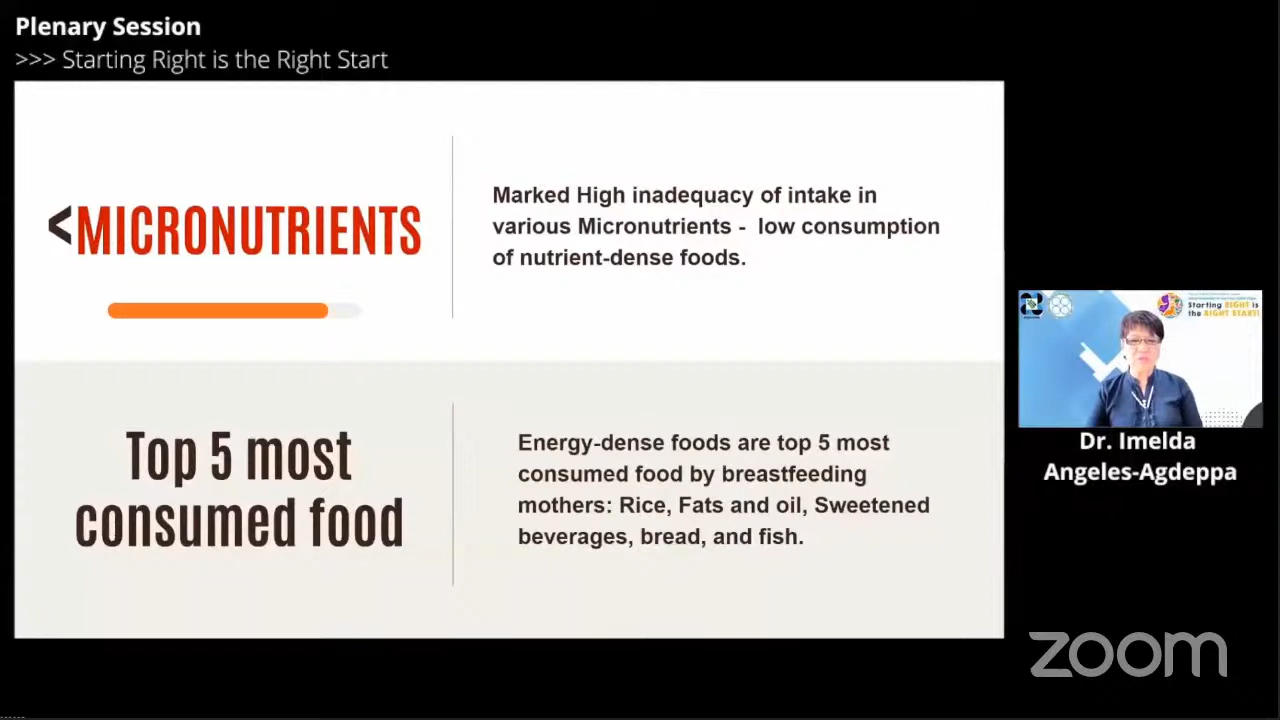 Plenary Session
>>> Starting Right is the Right Start
<MICRONUTRIENTS
Marked High inadequacy of intake in
various Micronutrients - low consumption
of nutrient-dense foods.
Top 5 most
consumed food
Energy-dense foods are top 5 most
consumed food by breastfeeding
mothers: Rice, Fats and oil, Sweetened
beverages, bread, and fish.
Starting RIGHT is
the RIGHT START!
Dr. Imelda
Angeles-Agdeppa
zoom